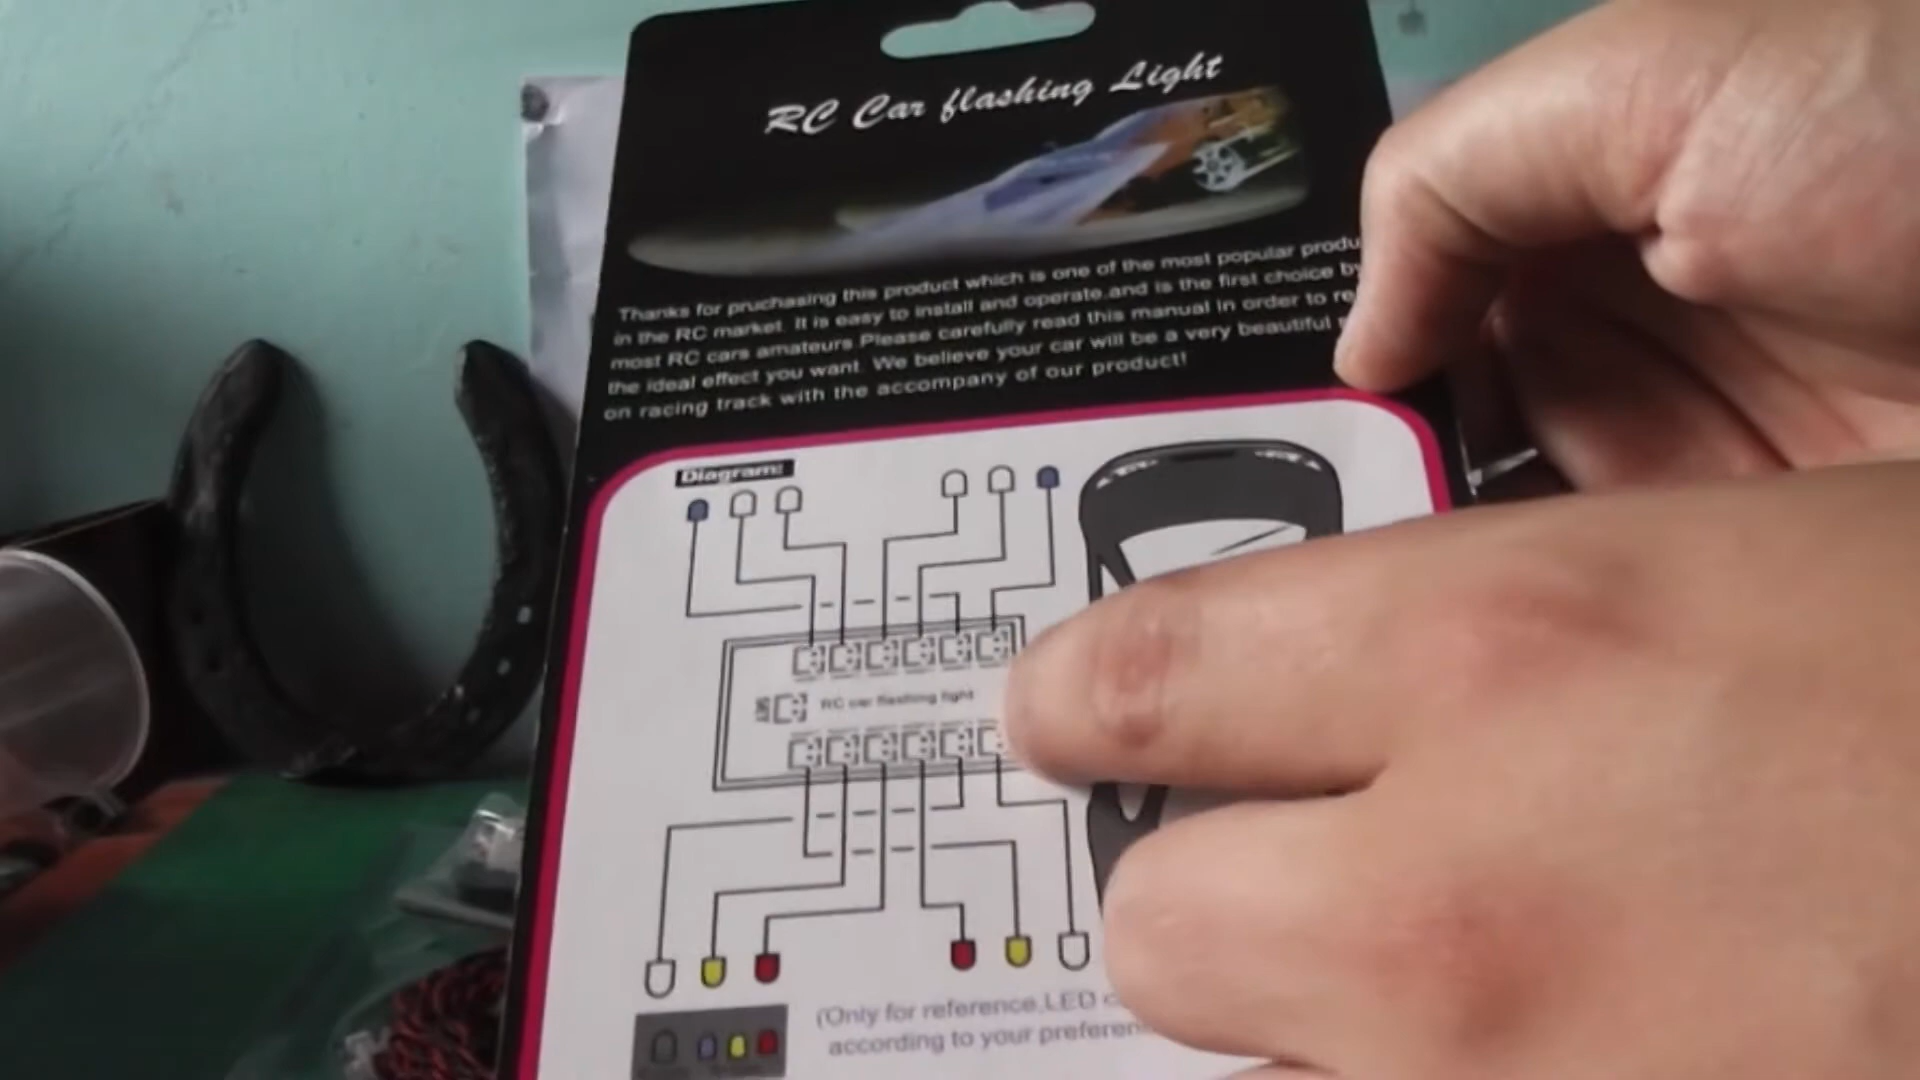 RC Car flashing Light
Thanks for pruchasing this product which is one of the most popular produ
in the RC market. It is easy to install and operate,and is the first choice by
most RC cars amateurs.Please carefully read this manual in order to re
the ideal effect you want. We believe your car will be a very beautiful
on racing track with the accompany of our product!
Diagram:
RC car flashing light
(Only for reference,LED c
according to your preferen